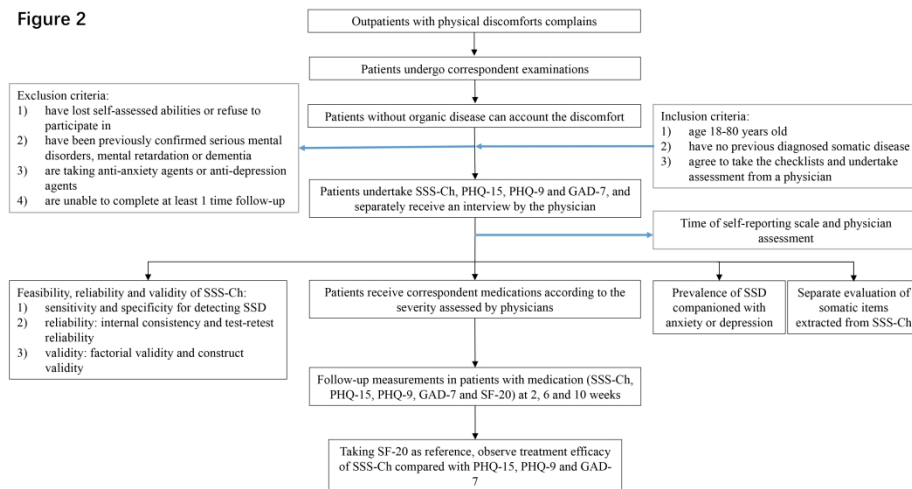 Figure 2
Outpatients with physical discomforts complains
Patients undergo correspondent examinations
Exclusion criteria:
1) have lost self-assessed abilities or refuse to
participate in
2) have been previously confirmed serious mental
disorders, mental retardation or dementia
3) are taking anti-anxiety agents or anti-depression
agents
4) are unable to complete at least 1 time follow-up
Patients without organic disease can account the discomfort
Inclusion criteria:
1) age 18-80 years old
2) have no previous diagnosed somatic disease
3) agree to take the checklists and undertake
assessment from a physician
Patients undertake SSS-Ch, PHQ-15, PHQ-9 and GAD-7, and
separately receive an interview by the physician
Time of self-reporting scale and physician
assessment
Feasibility, reliability and validity of SSS-Ch:
1) sensitivity and specificity for detecting SSD
2) reliability: internal consistency and test-retest
reliability
3) validity: factorial validity and construct
validity
Patients receive correspondent medications according to the
severity assessed by physicians
Prevalence of SSD
companioned with
anxiety or depression
Separate evaluation of
somatic items
extracted from SSS-Ch
Follow-up measurements in patients with medication (SSS-Ch,
PHQ-15, PHQ-9, GAD-7 and SF-20) at 2, 6 and 10 weeks
Taking SF-20 as reference, observe treatment efficacy
of SSS-Ch compared with PHQ-15, PHQ-9 and GAD-
7